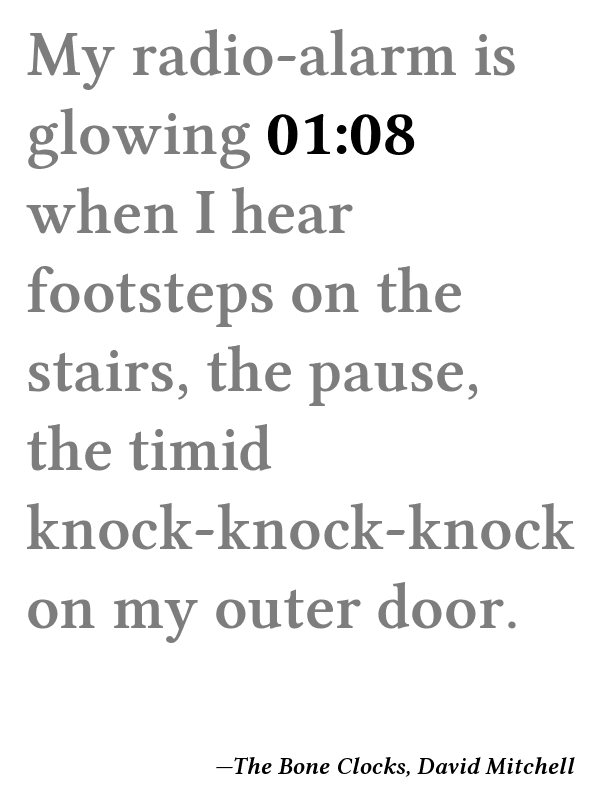 My radio-alarm is
glowing 01:08
when I hear
footsteps on the
stairs, the pause,
the timid
knock-knock-knock
on my outer door.
—The Bone Clocks, David Mitchell